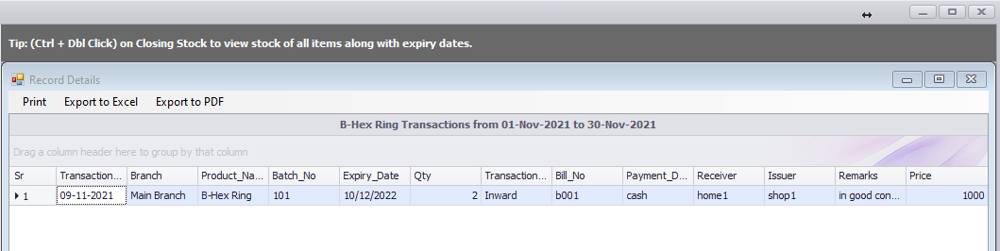 Tip: (Ctrl + Dbl Click) on Closing Stock to view stock of all items along with expiry dates.
Record Details
Print Export to Excel Export to PDF
B-Hex Ring Transactions from 01-Nov-2021 to 30-Nov-2021
Drag a column header here to group by that column
Sr Transaction... Branch Product_Na... Batch_No Expiry_Date Qty Transaction... Bill_No Payment_D... Receiver Issuer Remarks Price
1 09-11-2021 Main Branch B-Hex Ring 101 10/12/2022 2 Inward b001 cash home1 shop1 in good con... 1000